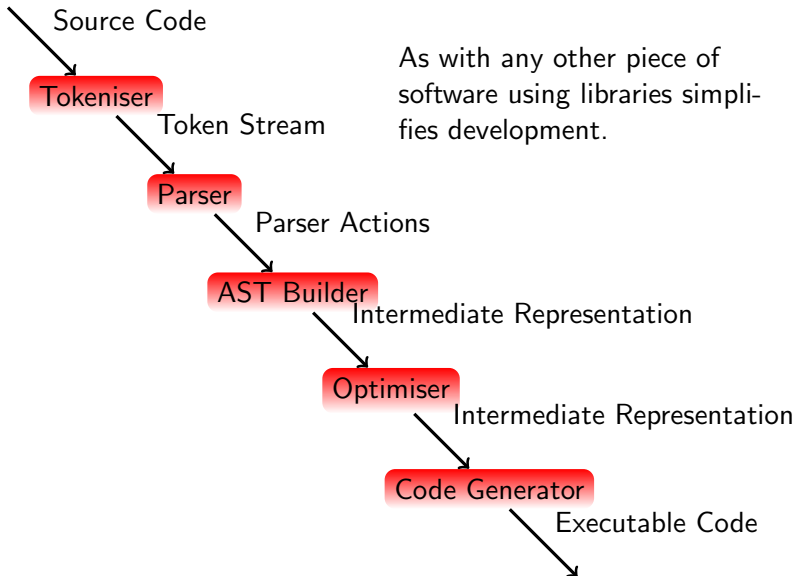 Source Code
As with any other piece of
software using libraries simpli-
fies development.
Tokeniser
Token Stream
Parser
Parser Actions
AST Builder
Intermediate Representation
Optimiser
Intermediate Representation
Code Generator
Executable Code